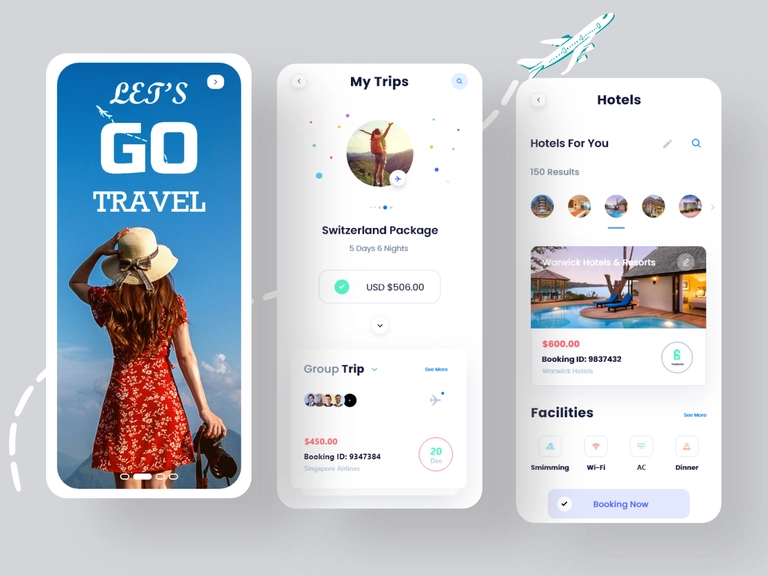 LET'S
GO
TRAVEL
My Trips
Switzerland Package
5 Days 6 Nights
USD $506.00
Group Trip
See More
$450.00
Booking ID: 9347384
Singapore Airlines
20
Dec
Hotels
Hotels For You
150 Results
Warwick Hotels & Resorts
$600.00
Booking ID: 9837432
Warwick Hotels
Facilities
See More
Smimming
Wi-Fi
AC
Dinner
Booking Now